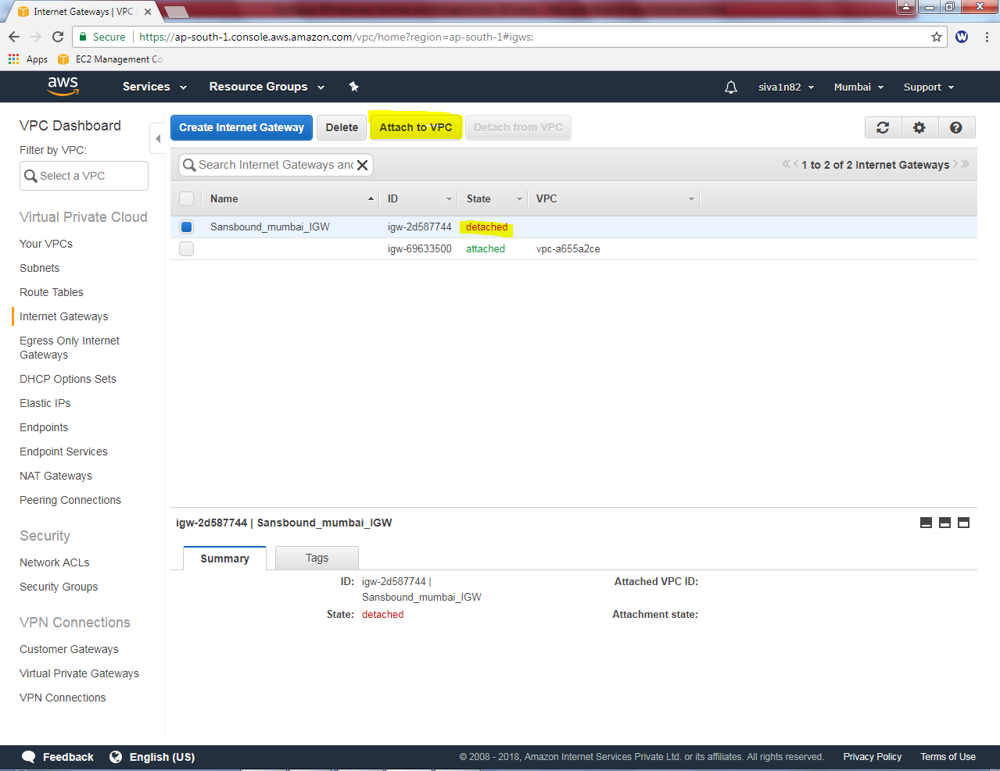 Internet Gateways | VPC
Secure
https://ap-south-1.console.aws.amazon.com/vpc/home?region=ap-south-1#igws:
W
Apps
EC2 Management Co
aws
Services
Resource Groups
siva1n82
Mumbai
Support
VPC Dashboard
Filter by VPC:
Select a VPC
Virtual Private Cloud
Your VPCs
Subnets
Route Tables
Internet Gateways
Egress Only Internet
Gateways
DHCP Options Sets
Elastic IPs
Endpoints
Endpoint Services
NAT Gateways
Peering Connections
Security
Network ACLs
Security Groups
VPN Connections
Customer Gateways
Virtual Private Gateways
VPN Connections
Create Internet Gateway
Delete
Attach to VPC
Detach from VPC
Search Internet Gateways and
1 to 2 of 2 Internet Gateways
Name ID State VPC
Sansbound_mumbai_IGW igw-2d587744 detached
igw-69633500 attached vpc-a655a2ce
igw-2d587744 | Sansbound_mumbai_IGW
Summary
Tags
ID: igw-2d587744 |
Sansbound_mumbai_IGW
State: detached
Attached VPC ID:
Attachment state:
Feedback
English (US)
© 2008 - 2018, Amazon Internet Services Private Ltd. or its affiliates. All rights reserved.
Privacy Policy
Terms of Use